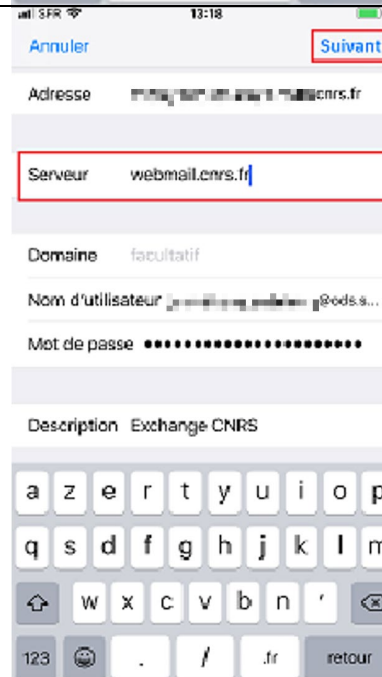 SFR 13:18
Annuler Suivant
Adresse cnrs.fr
Serveur webmail.cnrs.fr
Domaine facultatif
Nom d'utilisateur @ods.s...
Mot de passe ••••••••••••••••••••••
Description Exchange CNRS
a z e r t y u i o p
q s d f g h j k l m
w x c v b n '
123 . / .fr retour